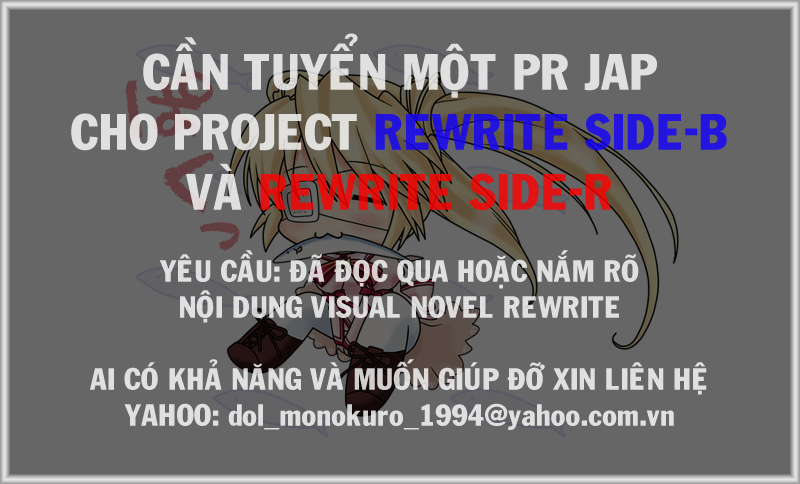 CẦN TUYỂN MỘT PR JAP
CHO PROJECT REWRITE SIDE-B
VÀ REWRITE SIDE-R
YÊU CẦU: ĐÃ ĐỌC QUA HOẶC NẮM RÕ
NỘI DUNG VISUAL NOVEL REWRITE
AI CÓ KHẢ NĂNG VÀ MUỐN GIÚP ĐỠ XIN LIÊN HỆ
YAHOO: dol_monokuro_1994@yahoo.com.vn